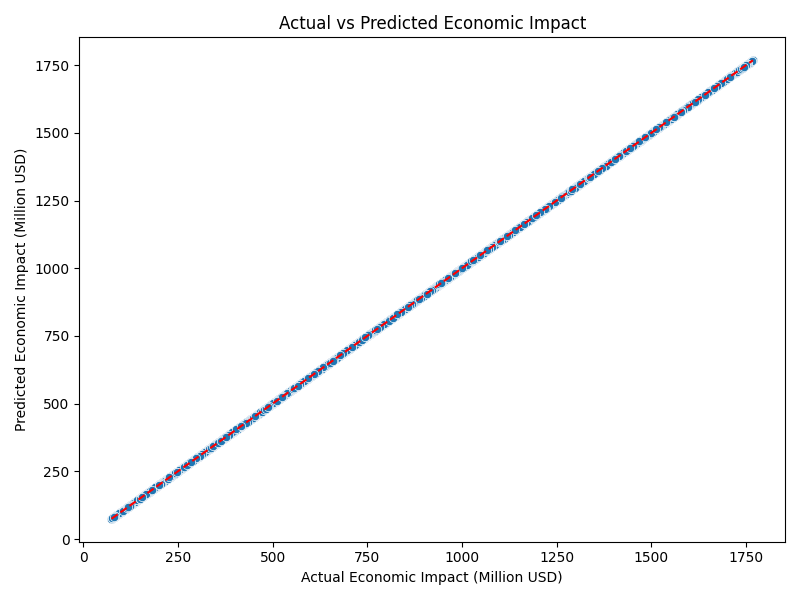 Actual vs Predicted Economic Impact
Predicted Economic Impact (Million USD)
1750
1500
1250
1000
750
500
250
0
0 250 500 750 1000 1250 1500 1750
Actual Economic Impact (Million USD)